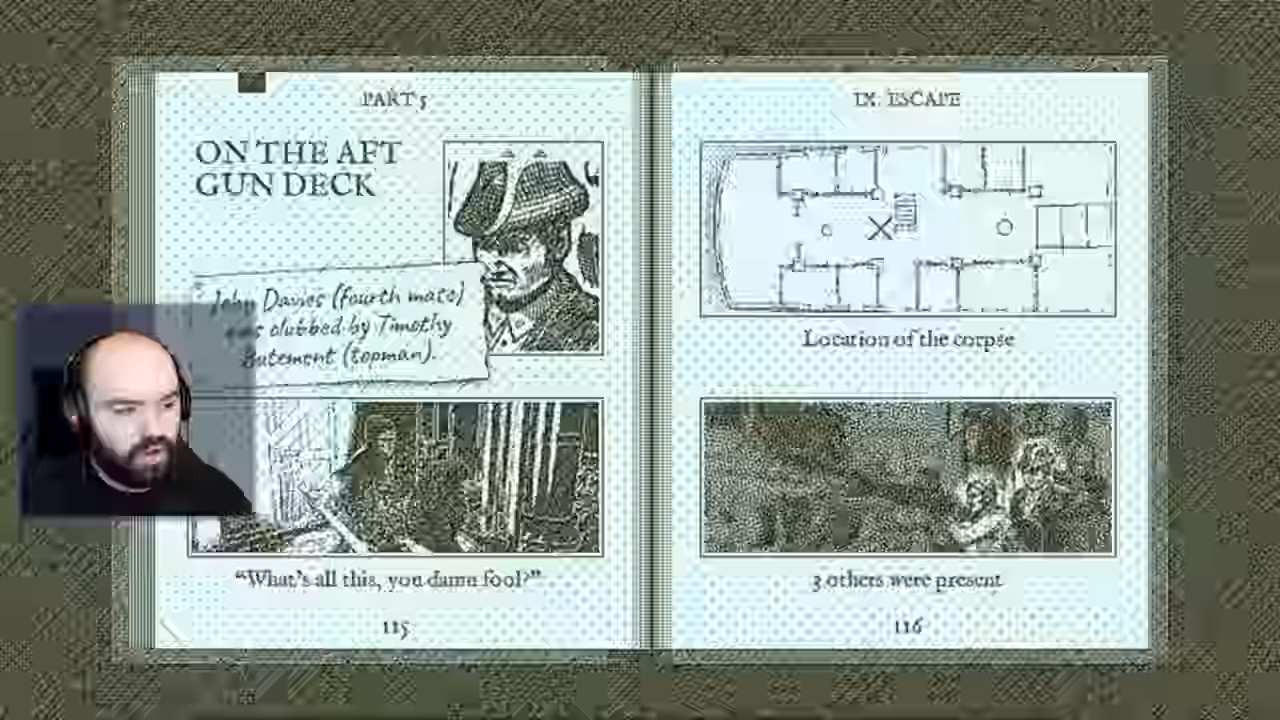 PART 5
ON THE AFT
GUN DECK
John Davies (fourth mate)
was clubbed by Timothy
Butement (topman).
"What's all this, you damn fool?"
115
IX. ESCAPE
Location of the corpse
3 others were present
116